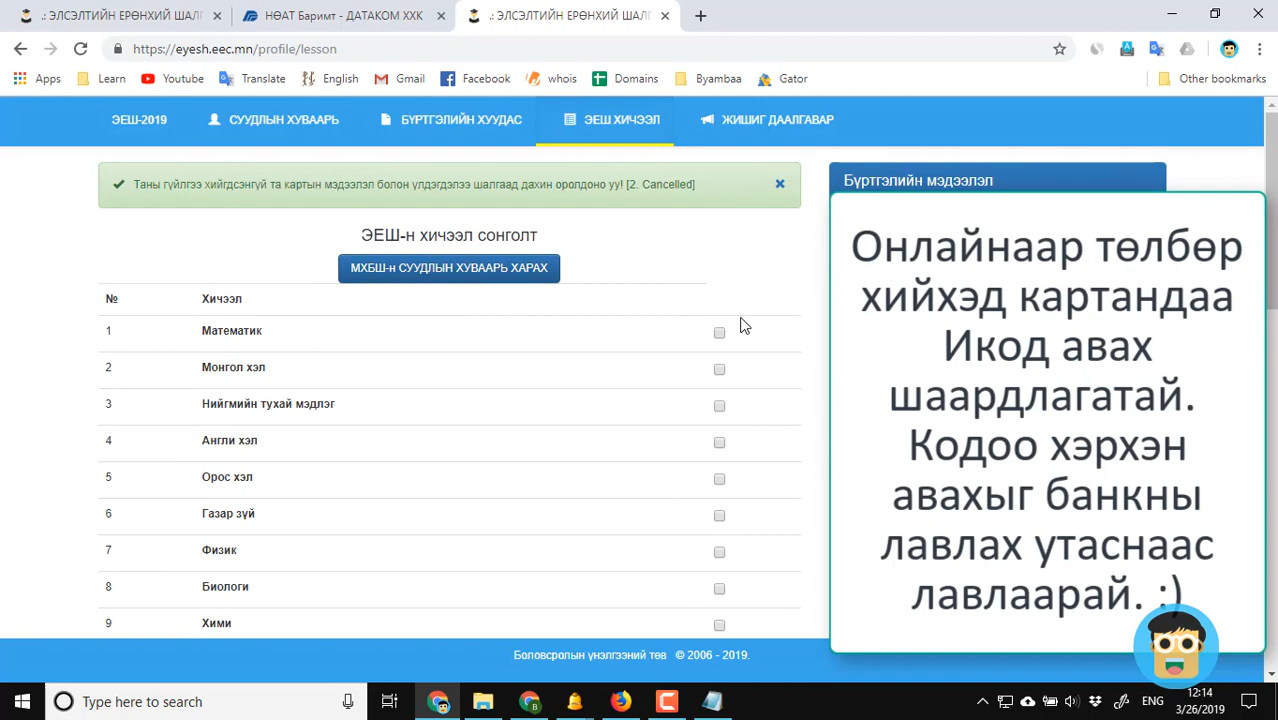 .: ЭЛСЭЛТИЙН ЕРӨНХИЙ ШАЛГ
НӨАТ Баримт - ДАТАКОМ ХХК
.: ЭЛСЭЛТИЙН ЕРӨНХИЙ ШАЛГ
https://eyesh.eec.mn/profile/lesson
Apps
Learn
Youtube
Translate
English
Gmail
Facebook
whois
Domains
Byambaa
Gator
Other bookmarks
ЭЕШ-2019
СУУДЛЫН ХУВААРЬ
БҮРТГЭЛИЙН ХУУДАС
ЭЕШ ХИЧЭЭЛ
ЖИШИГ ДААЛГАВАР
Таны гүйлгээ хийгдсэнгүй та картын мэдээлэл болон үлдэгдэлээ шалгаад дахин оролдоно уу! [2. Cancelled]
Бүртгэлийн мэдээлэл
ЭЕШ-н хичээл сонголт
МХБШ-н СУУДЛЫН ХУВААРЬ ХАРАХ
№ Хичээл
1 Математик
2 Монгол хэл
3 Нийгмийн тухай мэдлэг
4 Англи хэл
5 Орос хэл
6 Газар зүй
7 Физик
8 Биологи
9 Хими
Онлайнаар төлбөр
хийхэд картандаа
Икод авах
шаардлагатай.
Кодоо хэрхэн
авахыг банкны
лавлах утаснаас
лавлаарай. :)
Боловсролын үнэлгээний төв © 2006 - 2019.
Type here to search
ENG
12:14
3/26/2019